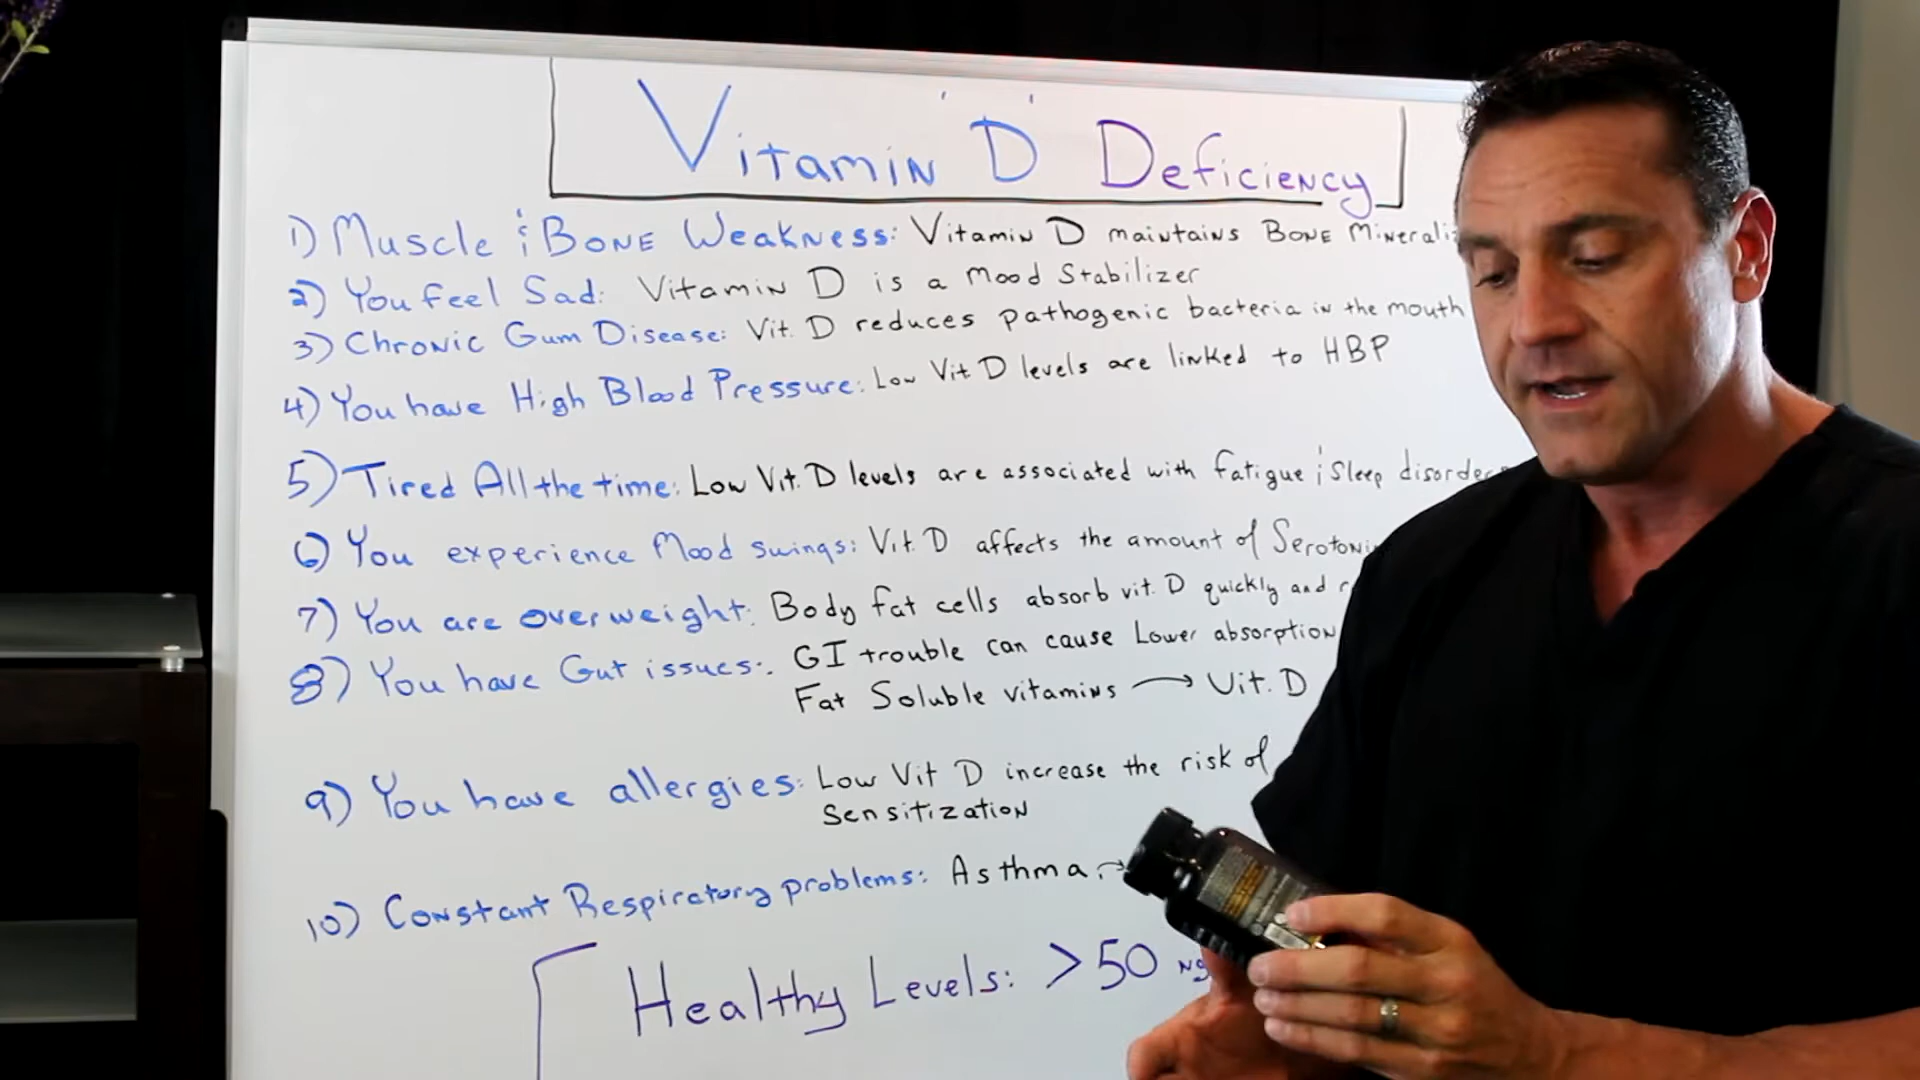 Vitamin 'D' Deficiency
1) Muscle & Bone Weakness: Vitamin D maintains Bone Minerali
2) You feel Sad: Vitamin D is a mood Stabilizer
3) Chronic Gum Disease: Vit. D reduces pathogenic bacteria in the mouth
4) You have High Blood Pressure: Low Vit D levels are linked to HBP
5) Tired All the time: Low Vit. D levels are associated with fatigue & Sleep disorder
6) You experience Mood swings: Vit. D affects the amount of Serotonin
7) You are overweight: Body fat cells absorb vit. D quickly and
8) You have Gut issues: GI trouble can cause Lower absorption
Fat Soluble vitamins → Vit. D
9) You have allergies: Low Vit D increase the risk of
Sensitization
10) Constant Respiratory problems: Asthma →
Healthy Levels: >50 ng